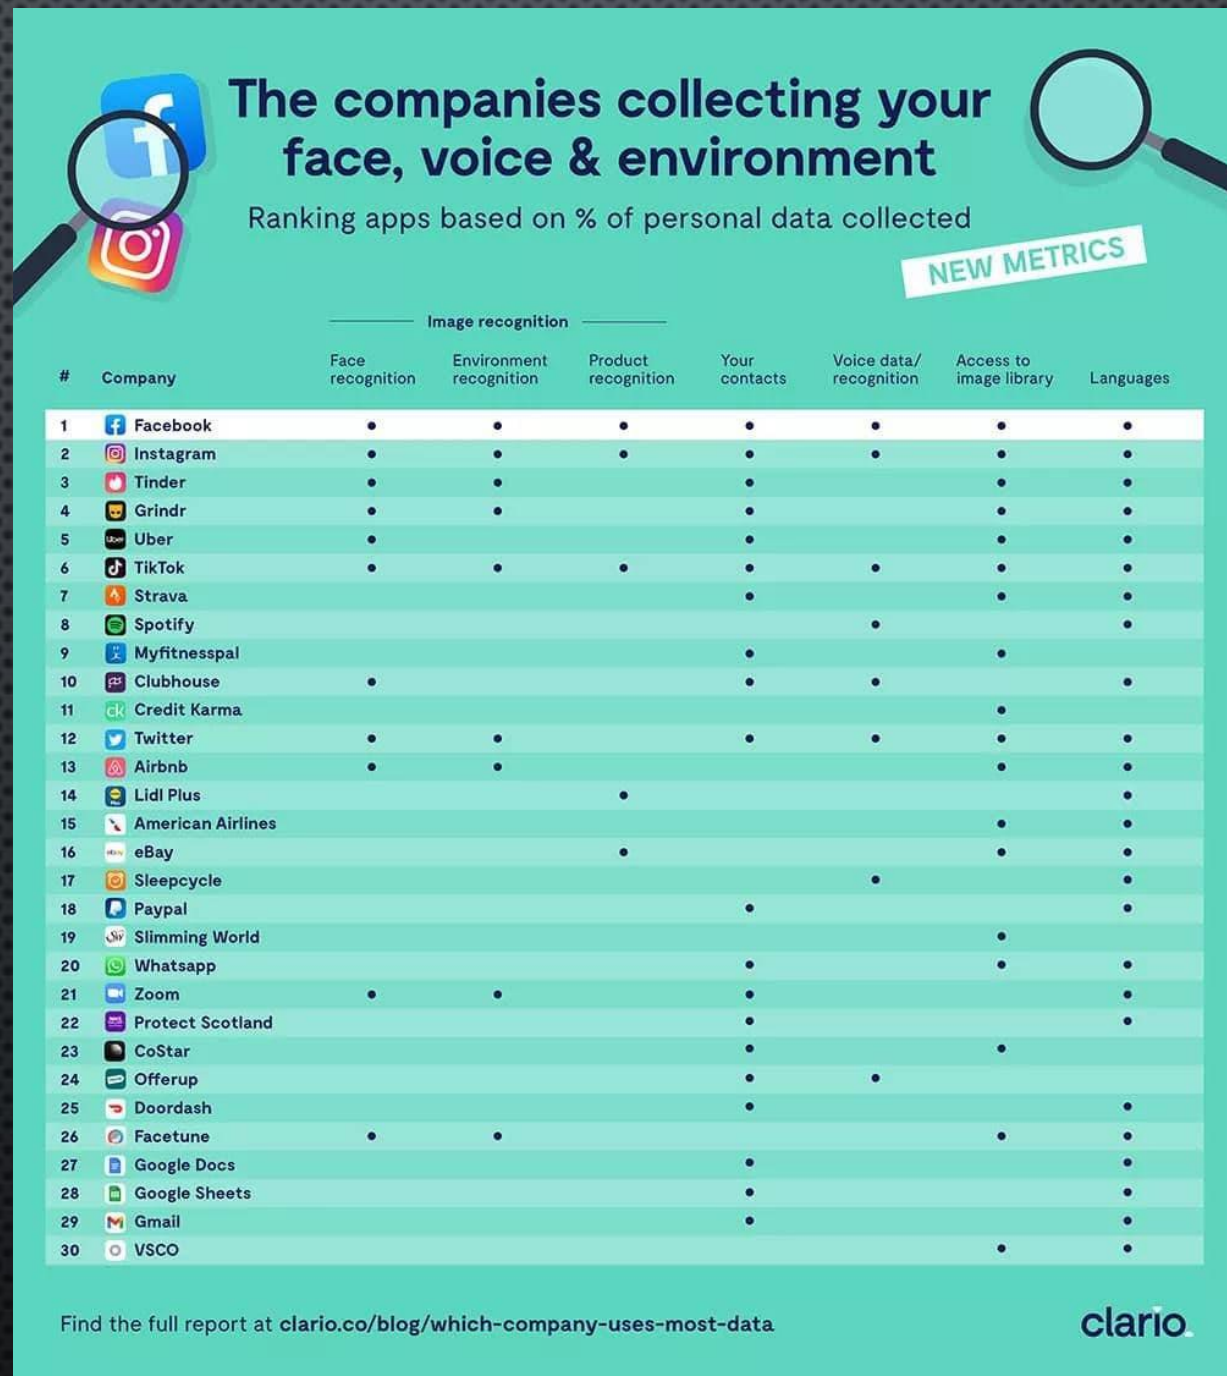 The companies collecting your
face, voice & environment
Ranking apps based on % of personal data collected
NEW METRICS
Image recognition
# Company Face recognition Environment recognition Product recognition Your contacts Voice data/ recognition Access to image library Languages
1 Facebook • • • • • • •
2 Instagram • • • • • • •
3 Tinder • • • • •
4 Grindr • • • • •
5 Uber • • • •
6 TikTok • • • • • • •
7 Strava • • •
8 Spotify • •
9 Myfitnesspal • •
10 Clubhouse • • • •
11 ck Credit Karma •
12 Twitter • • • • • •
13 Airbnb • • • •
14 Lidl Plus • •
15 American Airlines • •
16 eBay • • •
17 Sleepcycle • •
18 Paypal • •
19 Slimming World •
20 Whatsapp • • •
21 Zoom • • • •
22 Protect Scotland • •
23 CoStar • •
24 Offerup • •
25 Doordash • •
26 Facetune • • • •
27 Google Docs • •
28 Google Sheets • •
29 Gmail • •
30 VSCO • •
Find the full report at clario.co/blog/which-company-uses-most-data
clario.